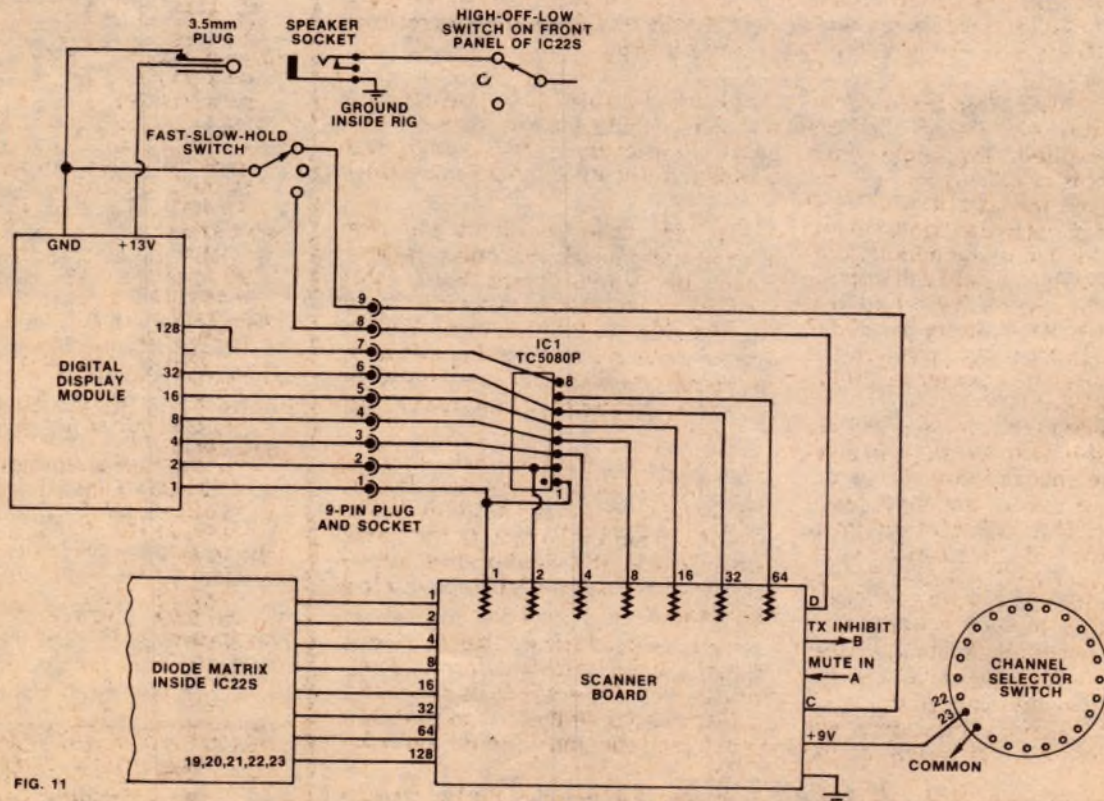 3.5mm
PLUG
SPEAKER
SOCKET
HIGH-OFF-LOW
SWITCH ON FRONT
PANEL OF IC22S
GROUND
INSIDE RIG
FAST-SLOW-HOLD
SWITCH
GND
+13V
128
32
16
8
4
2
1
DIGITAL
DISPLAY
MODULE
9
8
7
6
5
4
3
2
1
9-PIN PLUG
AND SOCKET
IC1
TC5080P
8
1
1
2
4
8
16
32
64
DIODE MATRIX
INSIDE IC22S
19,20,21,22,23
1
2
4
8
16
32
64
128
SCANNER
BOARD
D
TX INHIBIT
B
MUTE IN
A
C
+9V
CHANNEL
SELECTOR
SWITCH
22
23
COMMON
FIG. 11